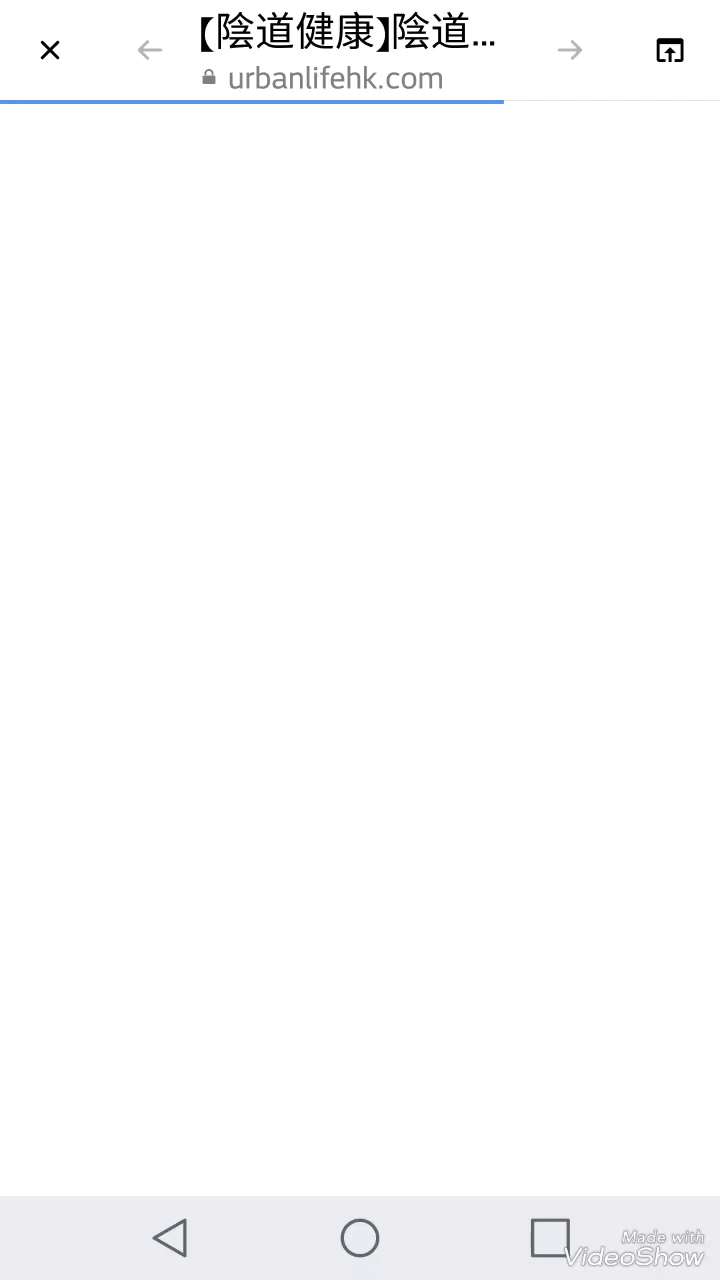 【陰道健康】陰道...
urbanlifehk.com
Made with
VideoShow